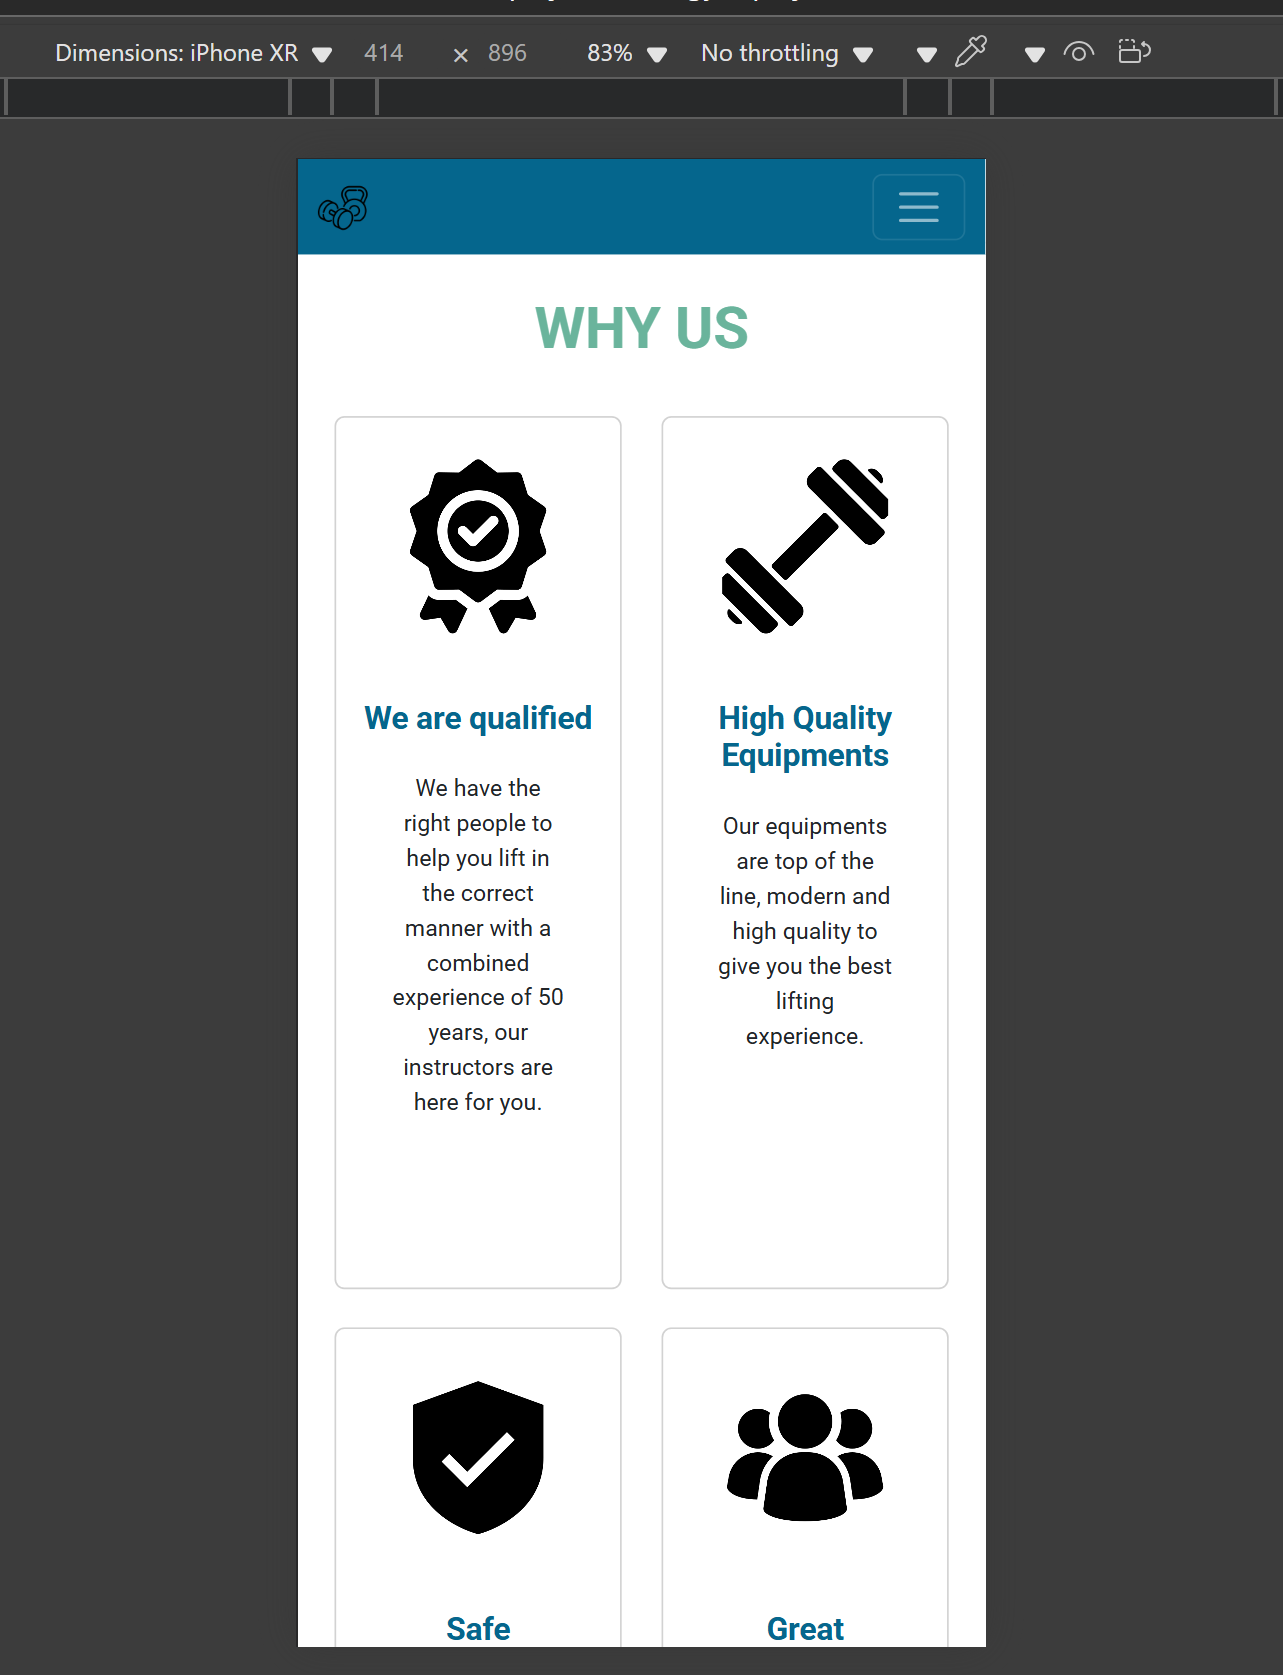 Dimensions: iPhone XR 414 × 896 83% No throttling
WHY US
We are qualified
We have the
right people to
help you lift in
the correct
manner with a
combined
experience of 50
years, our
instructors are
here for you.
High Quality
Equipments
Our equipments
are top of the
line, modern and
high quality to
give you the best
lifting
experience.
Safe
Great